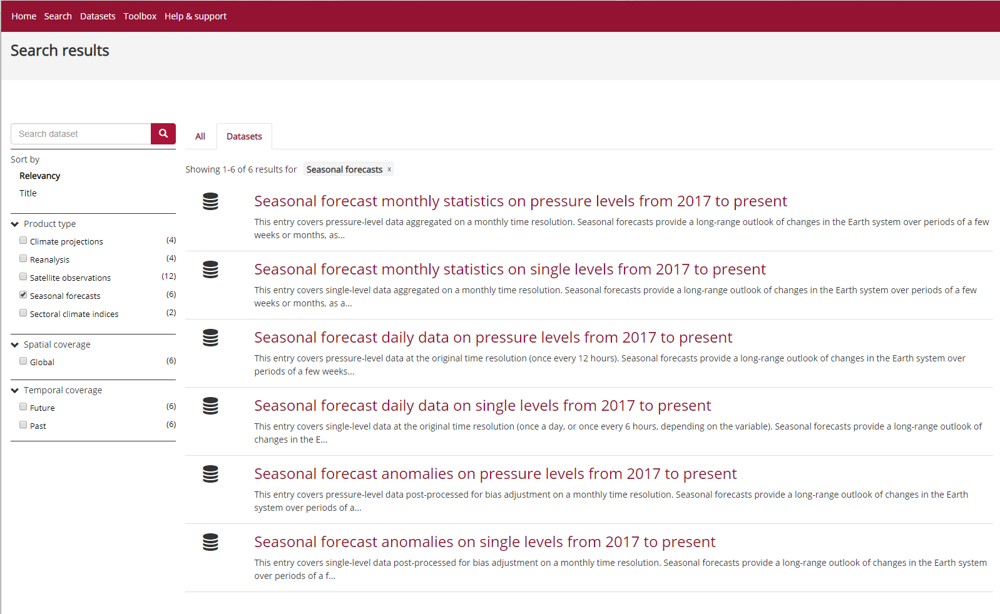 Home Search Datasets Toolbox Help & support
Search results
Search dataset
Sort by
Relevancy
Title
Product type
Climate projections (4)
Reanalysis (4)
Satellite observations (12)
Seasonal forecasts (6)
Sectoral climate indices (2)
Spatial coverage
Global (6)
Temporal coverage
Future (6)
Past (6)
All Datasets
Showing 1-6 of 6 results for Seasonal forecasts x
Seasonal forecast monthly statistics on pressure levels from 2017 to present
This entry covers pressure-level data aggregated on a monthly time resolution. Seasonal forecasts provide a long-range outlook of changes in the Earth system over periods of a few
weeks or months, as...
Seasonal forecast monthly statistics on single levels from 2017 to present
This entry covers single-level data aggregated on a monthly time resolution. Seasonal forecasts provide a long-range outlook of changes in the Earth system over periods of a few
weeks or months, as a...
Seasonal forecast daily data on pressure levels from 2017 to present
This entry covers pressure-level data at the original time resolution (once every 12 hours). Seasonal forecasts provide a long-range outlook of changes in the Earth system over
periods of a few weeks...
Seasonal forecast daily data on single levels from 2017 to present
This entry covers single-level data at the original time resolution (once a day, or once every 6 hours, depending on the variable). Seasonal forecasts provide a long-range outlook of
changes in the E...
Seasonal forecast anomalies on pressure levels from 2017 to present
This entry covers pressure-level data post-processed for bias adjustment on a monthly time resolution. Seasonal forecasts provide a long-range outlook of changes in the Earth
system over periods of a...
Seasonal forecast anomalies on single levels from 2017 to present
This entry covers single-level data post-processed for bias adjustment on a monthly time resolution. Seasonal forecasts provide a long-range outlook of changes in the Earth system
over periods of a f...